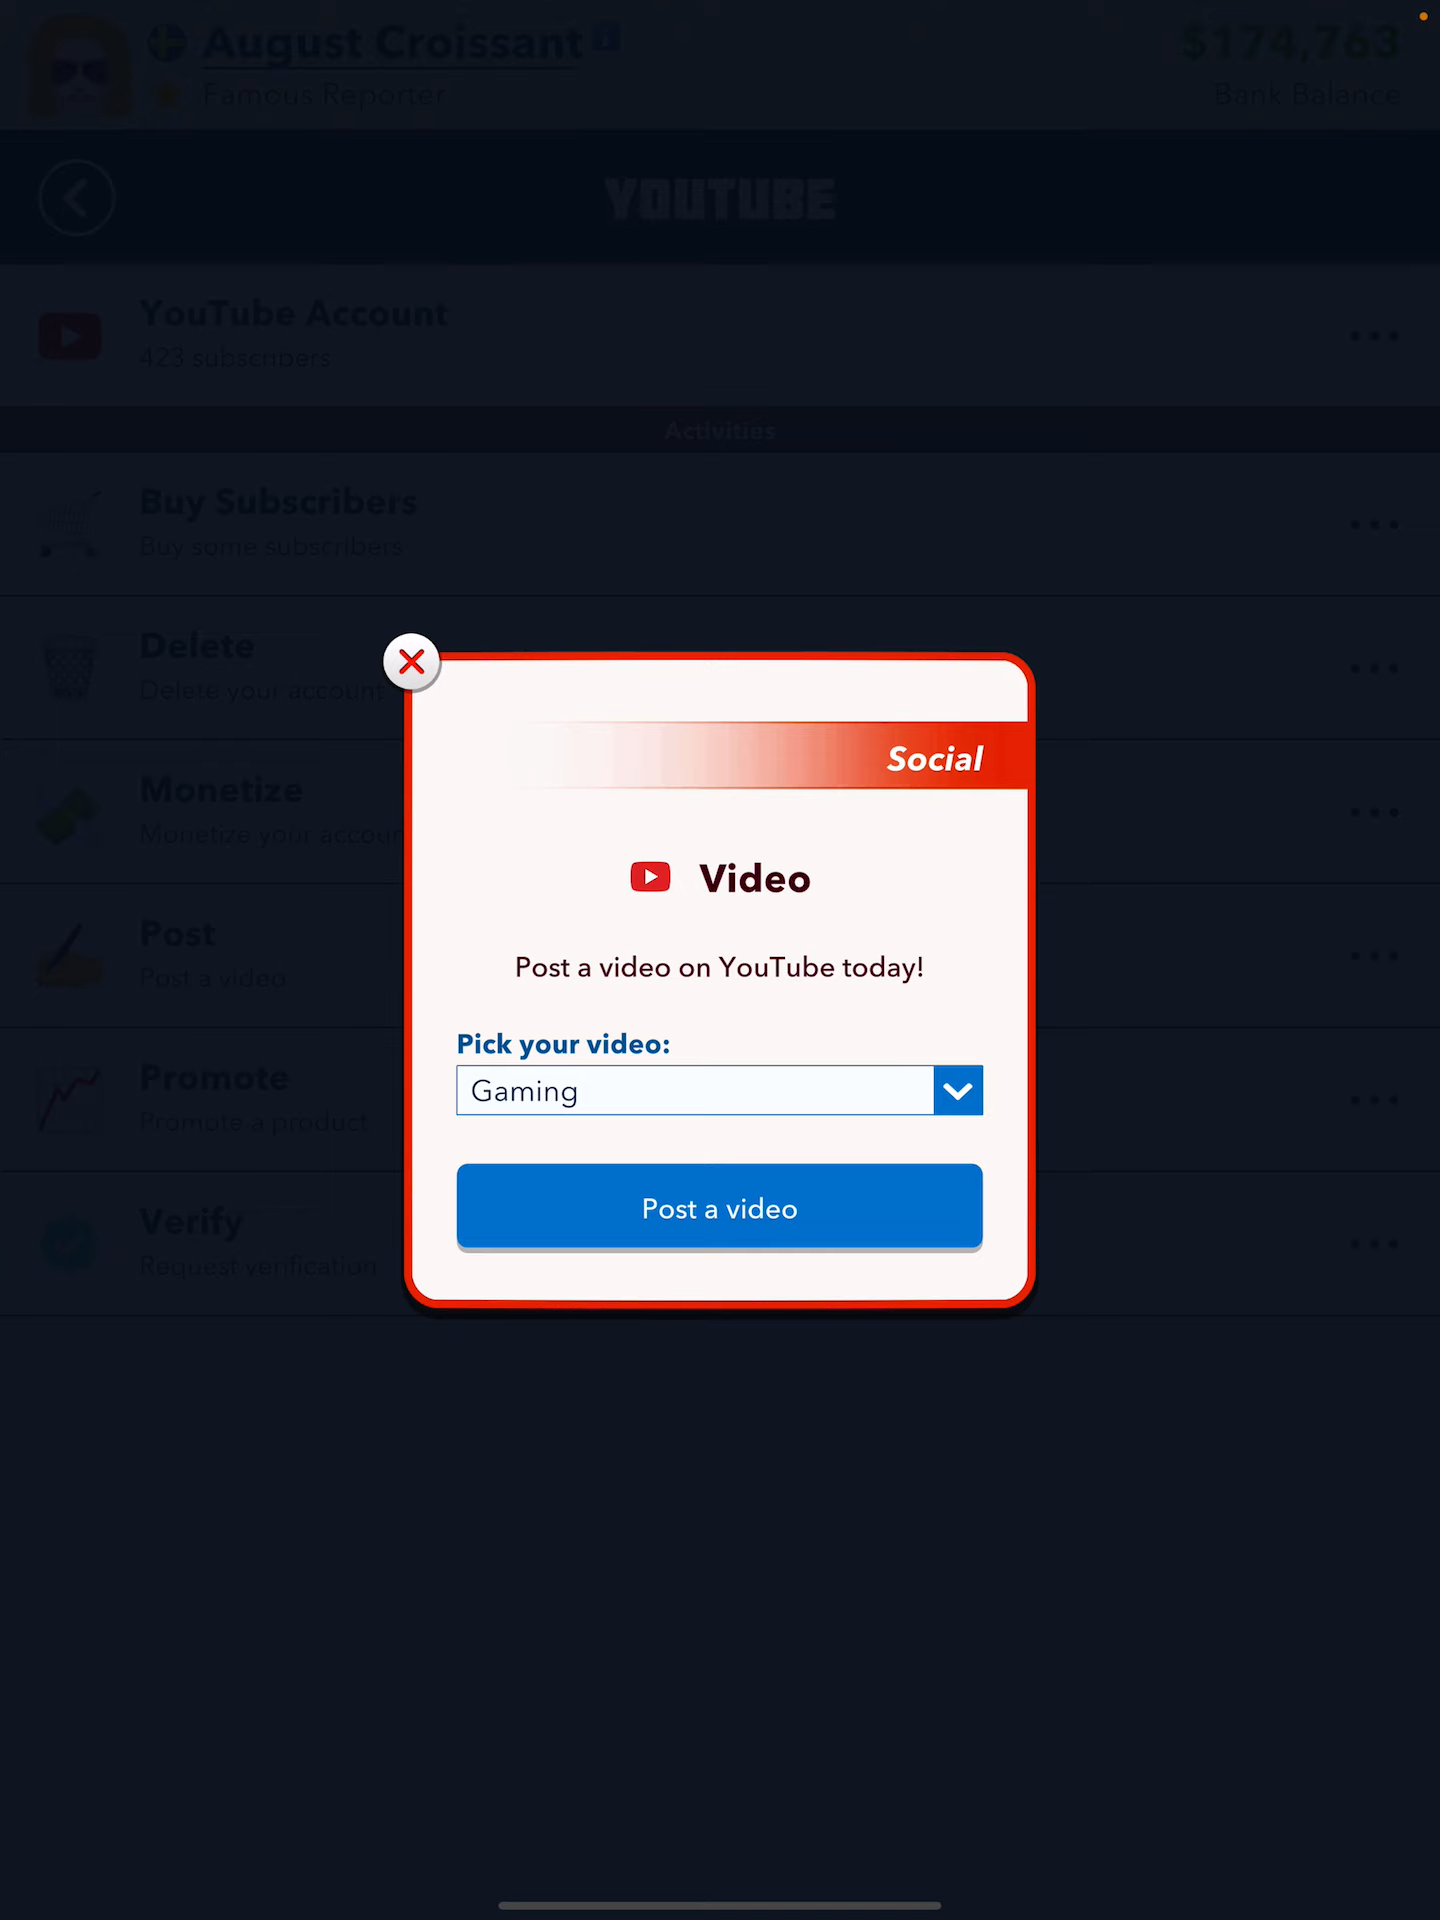 August Croissant
$174,763
Famous Reporter
Bank Balance
YOUTUBE
YouTube Account
423 subscribers
Activities
Buy Subscribers
Buy some subscribers
Delete
Delete your account
Monetize
Monetize your accoun
Post
Post a video
Promote
Promote a product
Verify
Request verification
Social
Video
Post a video on YouTube today!
Pick your video:
Gaming
Post a video